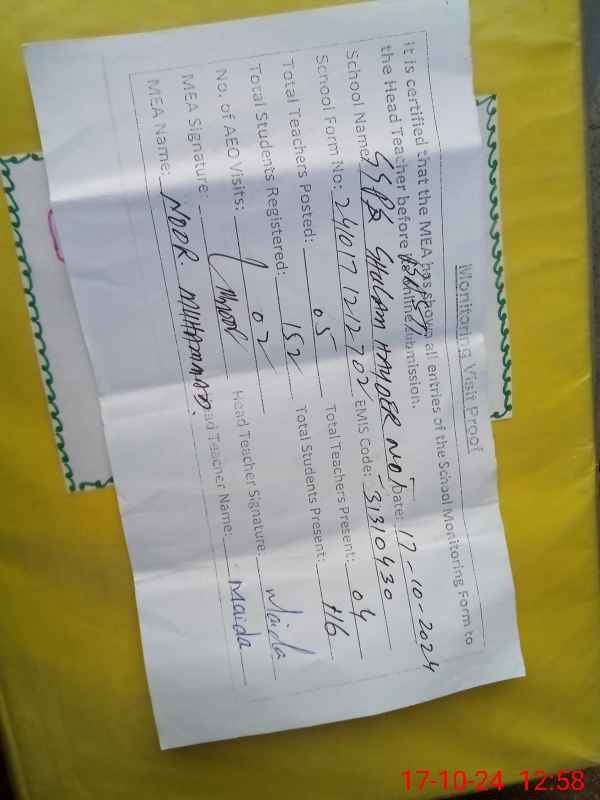 Monitoring Visit Proof
it is certified that the MEA has shown all entries of the School Monitoring Form to
the Head Teacher before online submission.
Date: 17-10-2024
School Name: GHULAM HAYDER NO1
School Form No: EMIS Code: 31310430
Total Teachers Posted: 05 Total Teachers Present: 04
Total Students Registered: 152 Total Students Present: 116
No. of AEO Visits: 02
MEA Signature: Head Teacher Signature: Maida
MEA Name: NOOR MUHAMMAD. Head Teacher Name: Maida
17-10-24 12:58